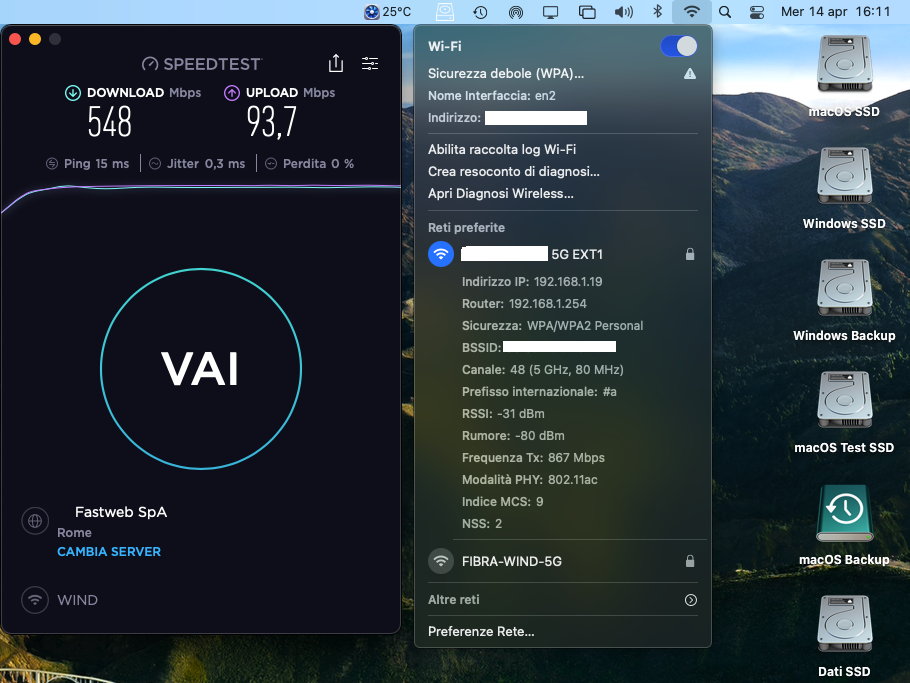 25°C
Mer 14 apr 16:11
SPEEDTEST
DOWNLOAD Mbps
UPLOAD Mbps
548
93,7
Ping 15 ms
Jitter 0,3 ms
Perdita 0 %
VAI
Fastweb SpA
Rome
CAMBIA SERVER
WIND
Wi-Fi
Sicurezza debole (WPA)...
Nome Interfaccia: en2
Indirizzo:
Abilita raccolta log Wi-Fi
Crea resoconto di diagnosi...
Apri Diagnosi Wireless...
Reti preferite
5G EXT1
Indirizzo IP: 192.168.1.19
Router: 192.168.1.254
Sicurezza: WPA/WPA2 Personal
BSSID:
Canale: 48 (5 GHz, 80 MHz)
Prefisso internazionale: #a
RSSI: -31 dBm
Rumore: -80 dBm
Frequenza Tx: 867 Mbps
Modalità PHY: 802.11ac
Indice MCS: 9
NSS: 2
FIBRA-WIND-5G
Altre reti
Preferenze Rete...
macOS SSD
Windows SSD
Windows Backup
macOS Test SSD
macOS Backup
Dati SSD